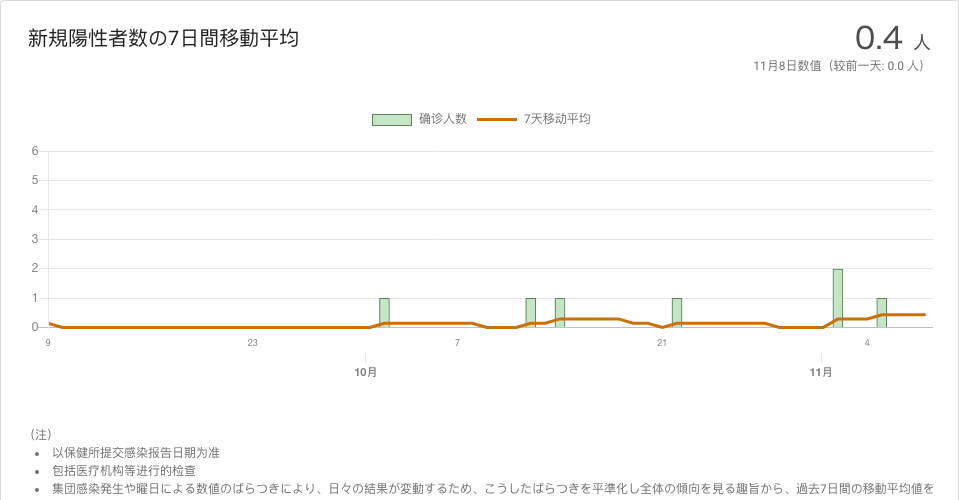 新規陽性者数の7日間移動平均
0.4 人
11月8日数值（较前一天: 0.0 人）
确诊人数 7天移动平均
6
5
4
3
2
1
0
9 23 7 21 4
10月 11月
（注）
• 以保健所提交感染报告日期为准
• 包括医疗机构等进行的检查
• 集団感染発生や曜日による数値のばらつきにより、日々の結果が変動するため、こうしたばらつきを平準化し全体の傾向を見る趣旨から、過去7日間の移動平均値を